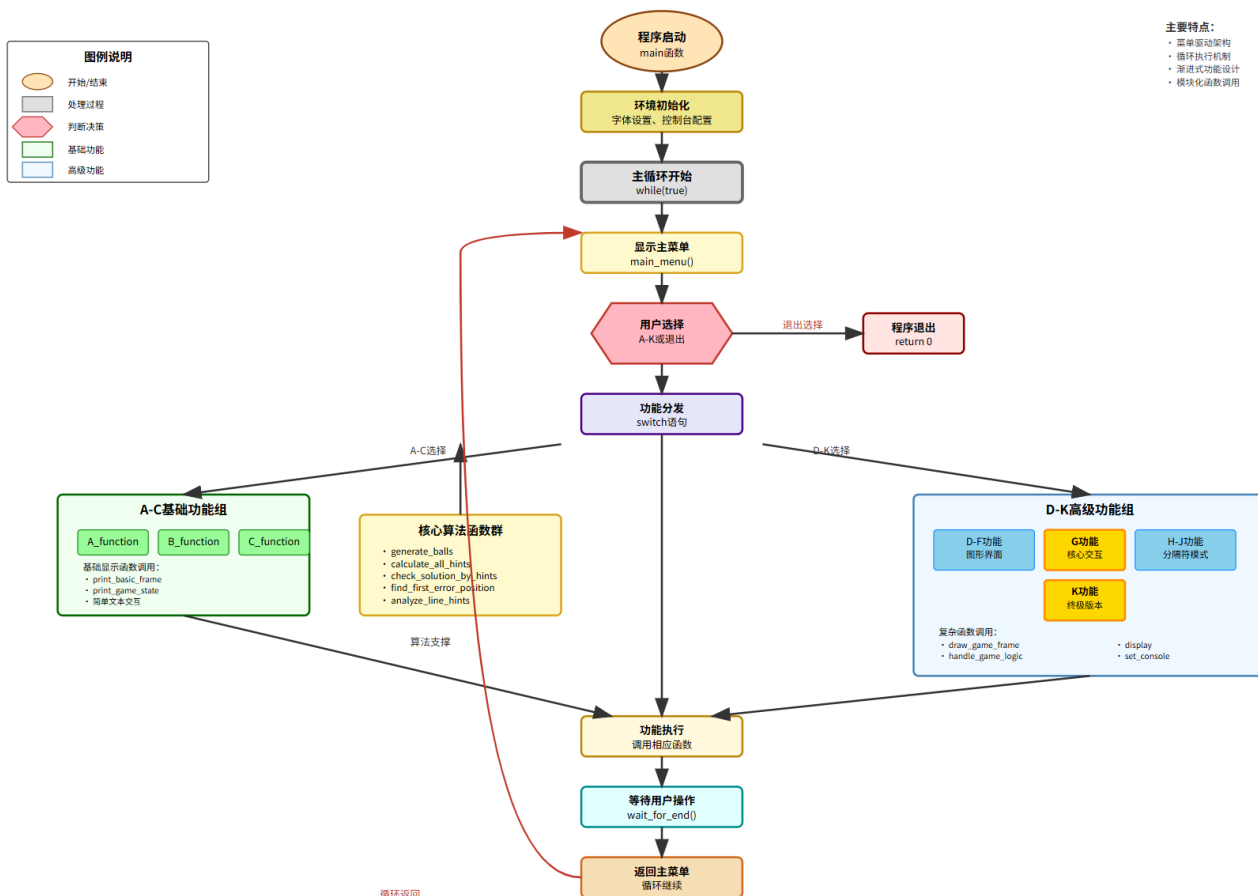 程序启动
main函数
主要特点：
・ 菜单驱动架构
・ 循环执行机制
・ 渐进式功能设计
・ 模块化函数调用
图例说明
开始/结束
处理过程
判断决策
基础功能
高级功能
环境初始化
字体设置、控制台配置
主循环开始
while(true)
显示主菜单
main_menu()
用户选择
A-K或退出
退出选择
程序退出
return 0
功能分发
switch语句
A-C选择
D-K选择
A-C基础功能组
A_function
B_function
C_function
基础显示函数调用：
・ print_basic_frame
・ print_game_state
・ 简单文本交互
核心算法函数群
・ generate_balls
・ calculate_all_hints
・ check_solution_by_hints
・ find_first_error_position
・ analyze_line_hints
算法支撑
D-K高级功能组
D-F功能
图形界面
G功能
核心交互
H-J功能
分隔符模式
K功能
终极版本
复杂函数调用：
・ draw_game_frame
・ handle_game_logic
・ display
・ set_console
功能执行
调用相应函数
等待用户操作
wait_for_end()
返回主菜单
循环继续
循环返回